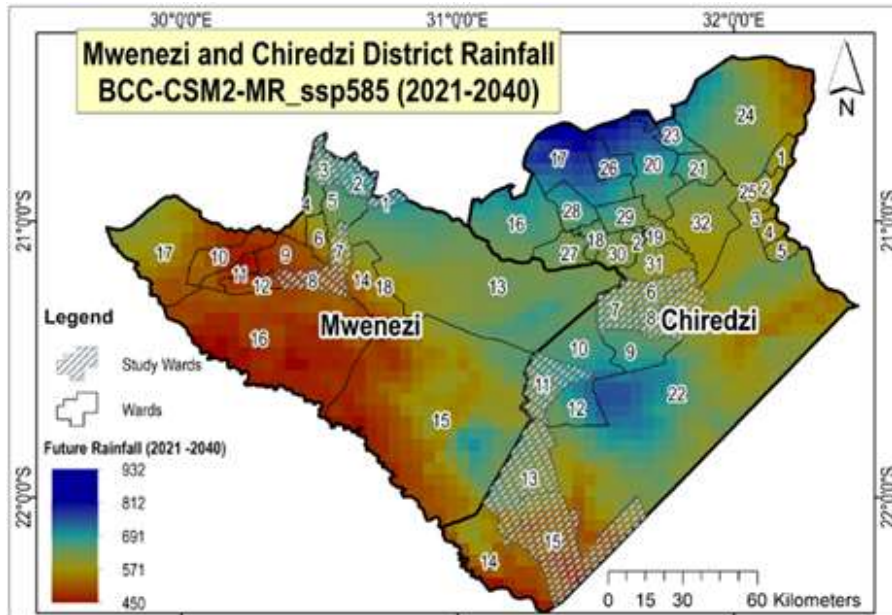 30°0'0"E 31°0'0"E 32°0'0"E
Mwenezi and Chiredzi District Rainfall
BCC-CSM2-MR_ssp585 (2021-2040)
N
24
23
17 26 20 21 1
3 2 25 2
1
5 16 28 29 32 3
4 4
21°0'0"S 21°0'0"S
6 7 18 2 19 5
17 10 9 27 30 31
11 8 14
12 18 13 6
7
Legend Mwenezi 8 Chiredzi
16
Study Wards 10 9
11
Wards 12 22
15
Future Rainfall (2021 -2040)
932
13
812
22°0'0"S 22°0'0"S
691 15
14
571
450
0 15 30 60 Kilometers